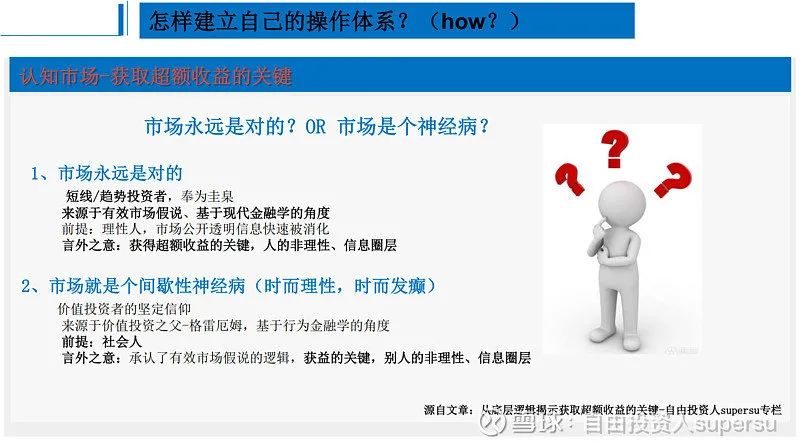 怎样建立自己的操作体系？（how？）
认知市场-获取超额收益的关键
市场永远是对的？OR 市场是个神经病？
1、市场永远是对的
短线/趋势投资者，奉为圭臬
来源于有效市场假说、基于现代金融学的角度
前提：理性人，市场公开透明信息快速被消化
言外之意：获得超额收益的关键，人的非理性、信息圈层
2、市场就是个间歇性神经病（时而理性，时而发癫）
价值投资者的坚定信仰
来源于价值投资之父-格雷厄姆，基于行为金融学的角度
前提：社会人
言外之意：承认了有效市场假说的逻辑，获益的关键，别人的非理性、信息圈层
源自文章：从底层逻辑揭示获取超额收益的关键-自由投资人supersu专栏
雪球：自由投资人supersu